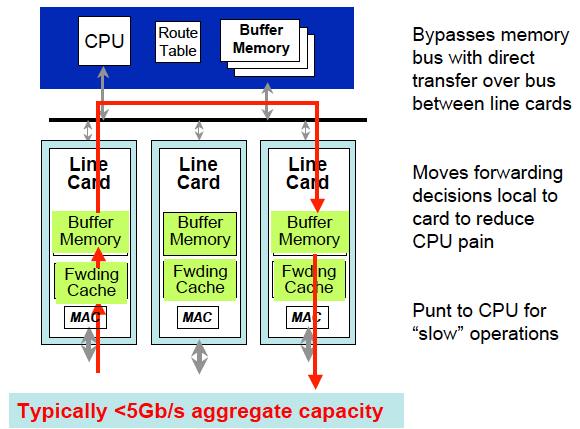 CPU
Route
Table
Buffer
Memory
Bypasses memory
bus with direct
transfer over bus
between line cards
Line
Card
Buffer
Memory
Fwding
Cache
MAC
Line
Card
Buffer
Memory
Fwding
Cache
MAC
Line
Card
Buffer
Memory
Fwding
Cache
MAC
Moves forwarding
decisions local to
card to reduce
CPU pain
Punt to CPU for
“slow” operations
Typically <5Gb/s aggregate capacity